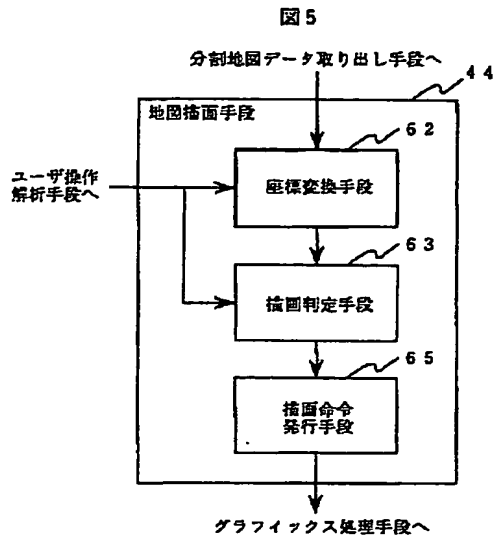 図5
分割地図データ取り出し手段へ
44
地図描画手段
62
ユーザ操作
解析手段へ
座標変換手段
63
描画判定手段
65
描画命令
発行手段
グラフィックス処理手段へ